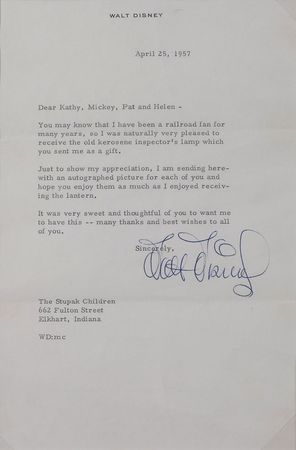 WALT DISNEY
April 25, 1957
Dear Kathy, Mickey, Pat and Helen -
You may know that I have been a railroad fan for
many years, so I was naturally very pleased to
receive the old kerosene inspector's lamp which
you sent me as a gift.
Just to show my appreciation, I am sending here-
with an autographed picture for each of you and
hope you enjoy them as much as I enjoyed receiv-
ing the lantern.
It was very sweet and thoughtful of you to want me
to have this -- many thanks and best wishes to all
of you.
Sincerely,
Walt Disney
The Stupak Children
662 Fulton Street
Elkhart, Indiana
WD:mc